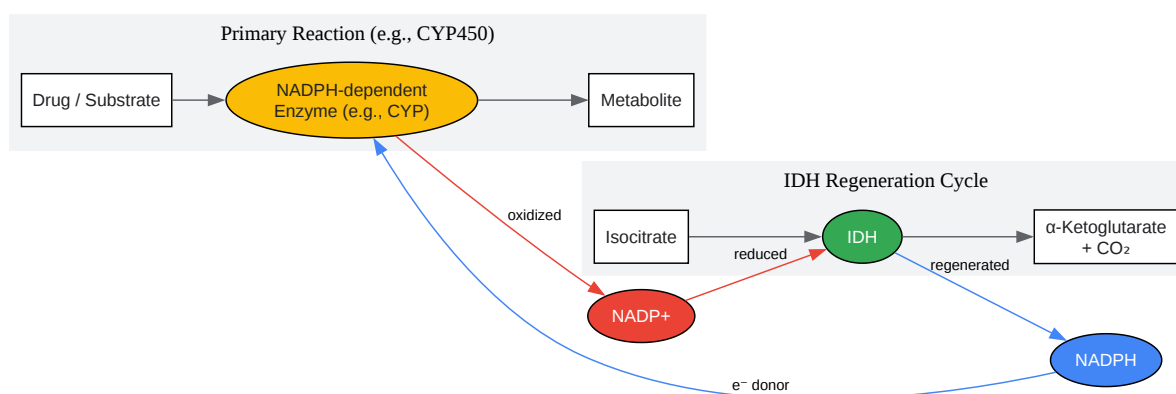 Primary Reaction (e.g., CYP450)
Drug / Substrate
NADPH-dependent
Enzyme (e.g., CYP)
Metabolite
IDH Regeneration Cycle
oxidized
Isocitrate
IDH
α-Ketoglutarate
+ CO₂
reduced
regenerated
NADP+
NADPH
e⁻ donor